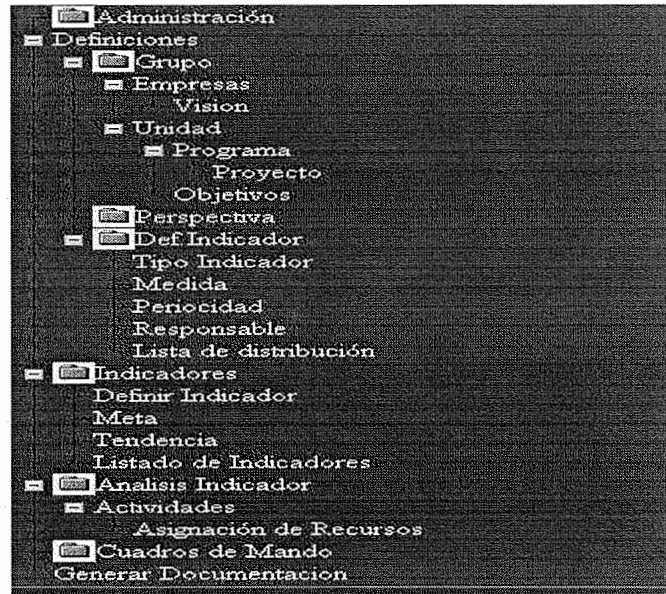 Administración
Definiciones
Grupo
Empresas
Vision
Unidad
Programa
Proyecto
Objetivos
Perspectiva
Def.Indicador
Tipo Indicador
Medida
Periocidad
Responsable
Lista de distribución
Indicadores
Definir Indicador
Meta
Tendencia
Listado de Indicadores
Analisis Indicador
Actividades
Asignación de Recursos
Cuadros de Mando
Generar Documentacion